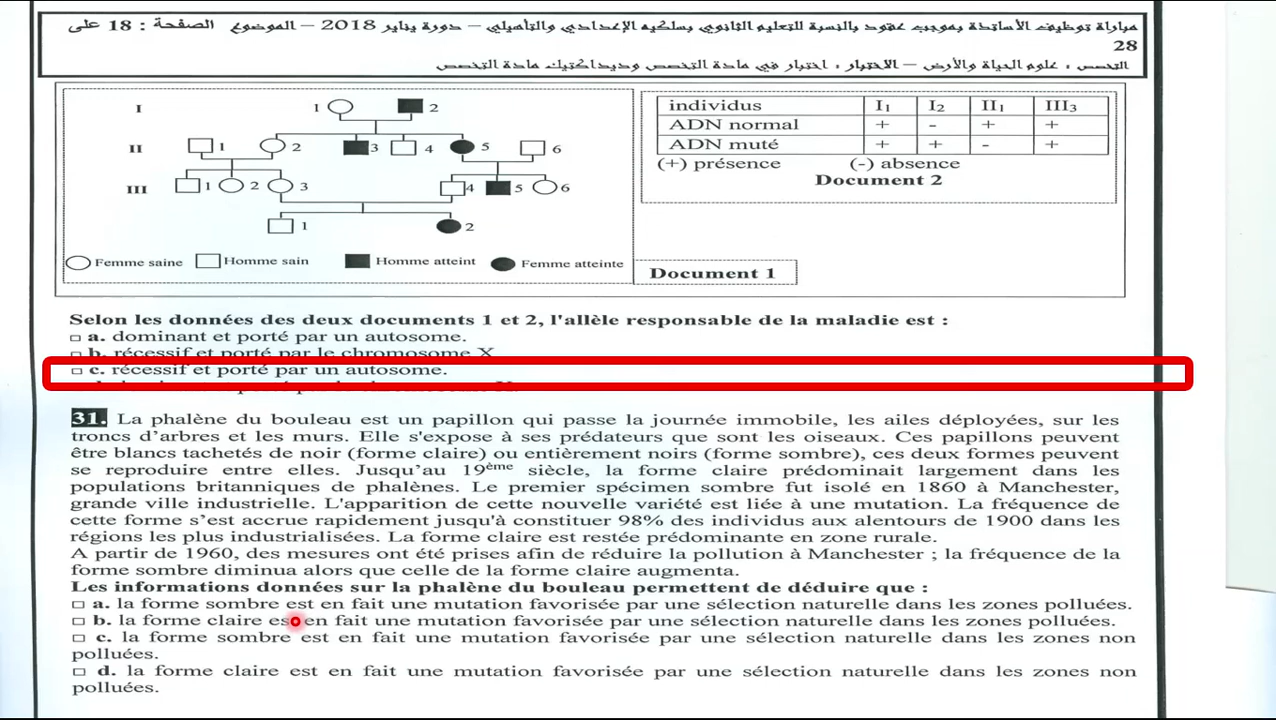 مباراة توظيف الأساتذة بموجب عقود بالنسبة للتعليم الثانوي بسلكيه الإعدادي والتأهيلي – دورة يناير 2018 – الموضوع الصفحة : 18 على
28
التخصص : علوم الحياة والأرض – الاختبار : اختبار في مادة التخصص وديداكتيك مادة التخصص
I 1 2
II 1 2 3 4 5 6
III 1 2 3 4 5 6
1 2
Femme saine Homme sain Homme atteint Femme atteinte
Document 1
individus I1 I2 II1 III3
ADN normal + - + +
ADN muté + + - +
(+) présence (-) absence
Document 2
Selon les données des deux documents 1 et 2, l'allèle responsable de la maladie est :
a. dominant et porté par un autosome.
b. récessif et porté par le chromosome X
c. récessif et porté par un autosome.
31. La phalène du bouleau est un papillon qui passe la journée immobile, les ailes déployées, sur les
troncs d'arbres et les murs. Elle s'expose à ses prédateurs que sont les oiseaux. Ces papillons peuvent
être blancs tachetés de noir (forme claire) ou entièrement noirs (forme sombre), ces deux formes peuvent
se reproduire entre elles. Jusqu'au 19ème siècle, la forme claire prédominait largement dans les
populations britanniques de phalènes. Le premier spécimen sombre fut isolé en 1860 à Manchester,
grande ville industrielle. L'apparition de cette nouvelle variété est liée à une mutation. La fréquence de
cette forme s'est accrue rapidement jusqu'à constituer 98% des individus aux alentours de 1900 dans les
régions les plus industrialisées. La forme claire est restée prédominante en zone rurale.
A partir de 1960, des mesures ont été prises afin de réduire la pollution à Manchester ; la fréquence de la
forme sombre diminua alors que celle de la forme claire augmenta.
Les informations données sur la phalène du bouleau permettent de déduire que :
a. la forme sombre est en fait une mutation favorisée par une sélection naturelle dans les zones polluées.
b. la forme claire est en fait une mutation favorisée par une sélection naturelle dans les zones polluées.
c. la forme sombre est en fait une mutation favorisée par une sélection naturelle dans les zones non
polluées.
d. la forme claire est en fait une mutation favorisée par une sélection naturelle dans les zones non
polluées.